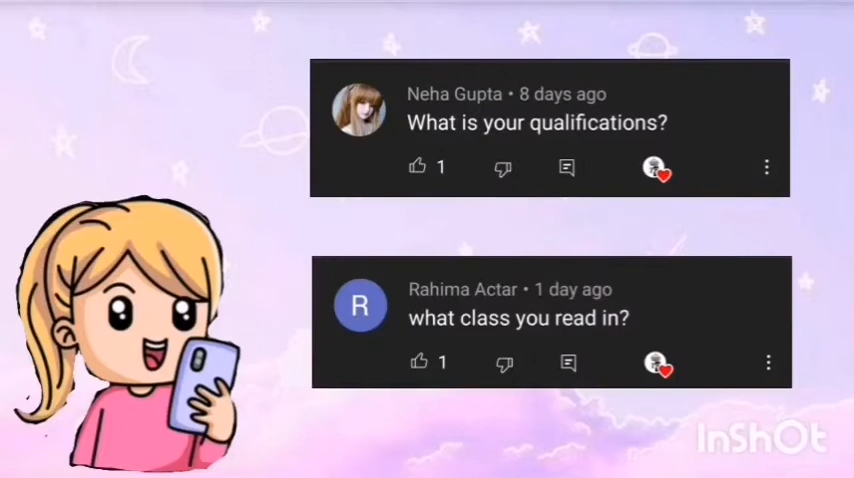 Neha Gupta • 8 days ago
What is your qualifications?
1
R
Rahima Actar • 1 day ago
what class you read in?
1
InShOt